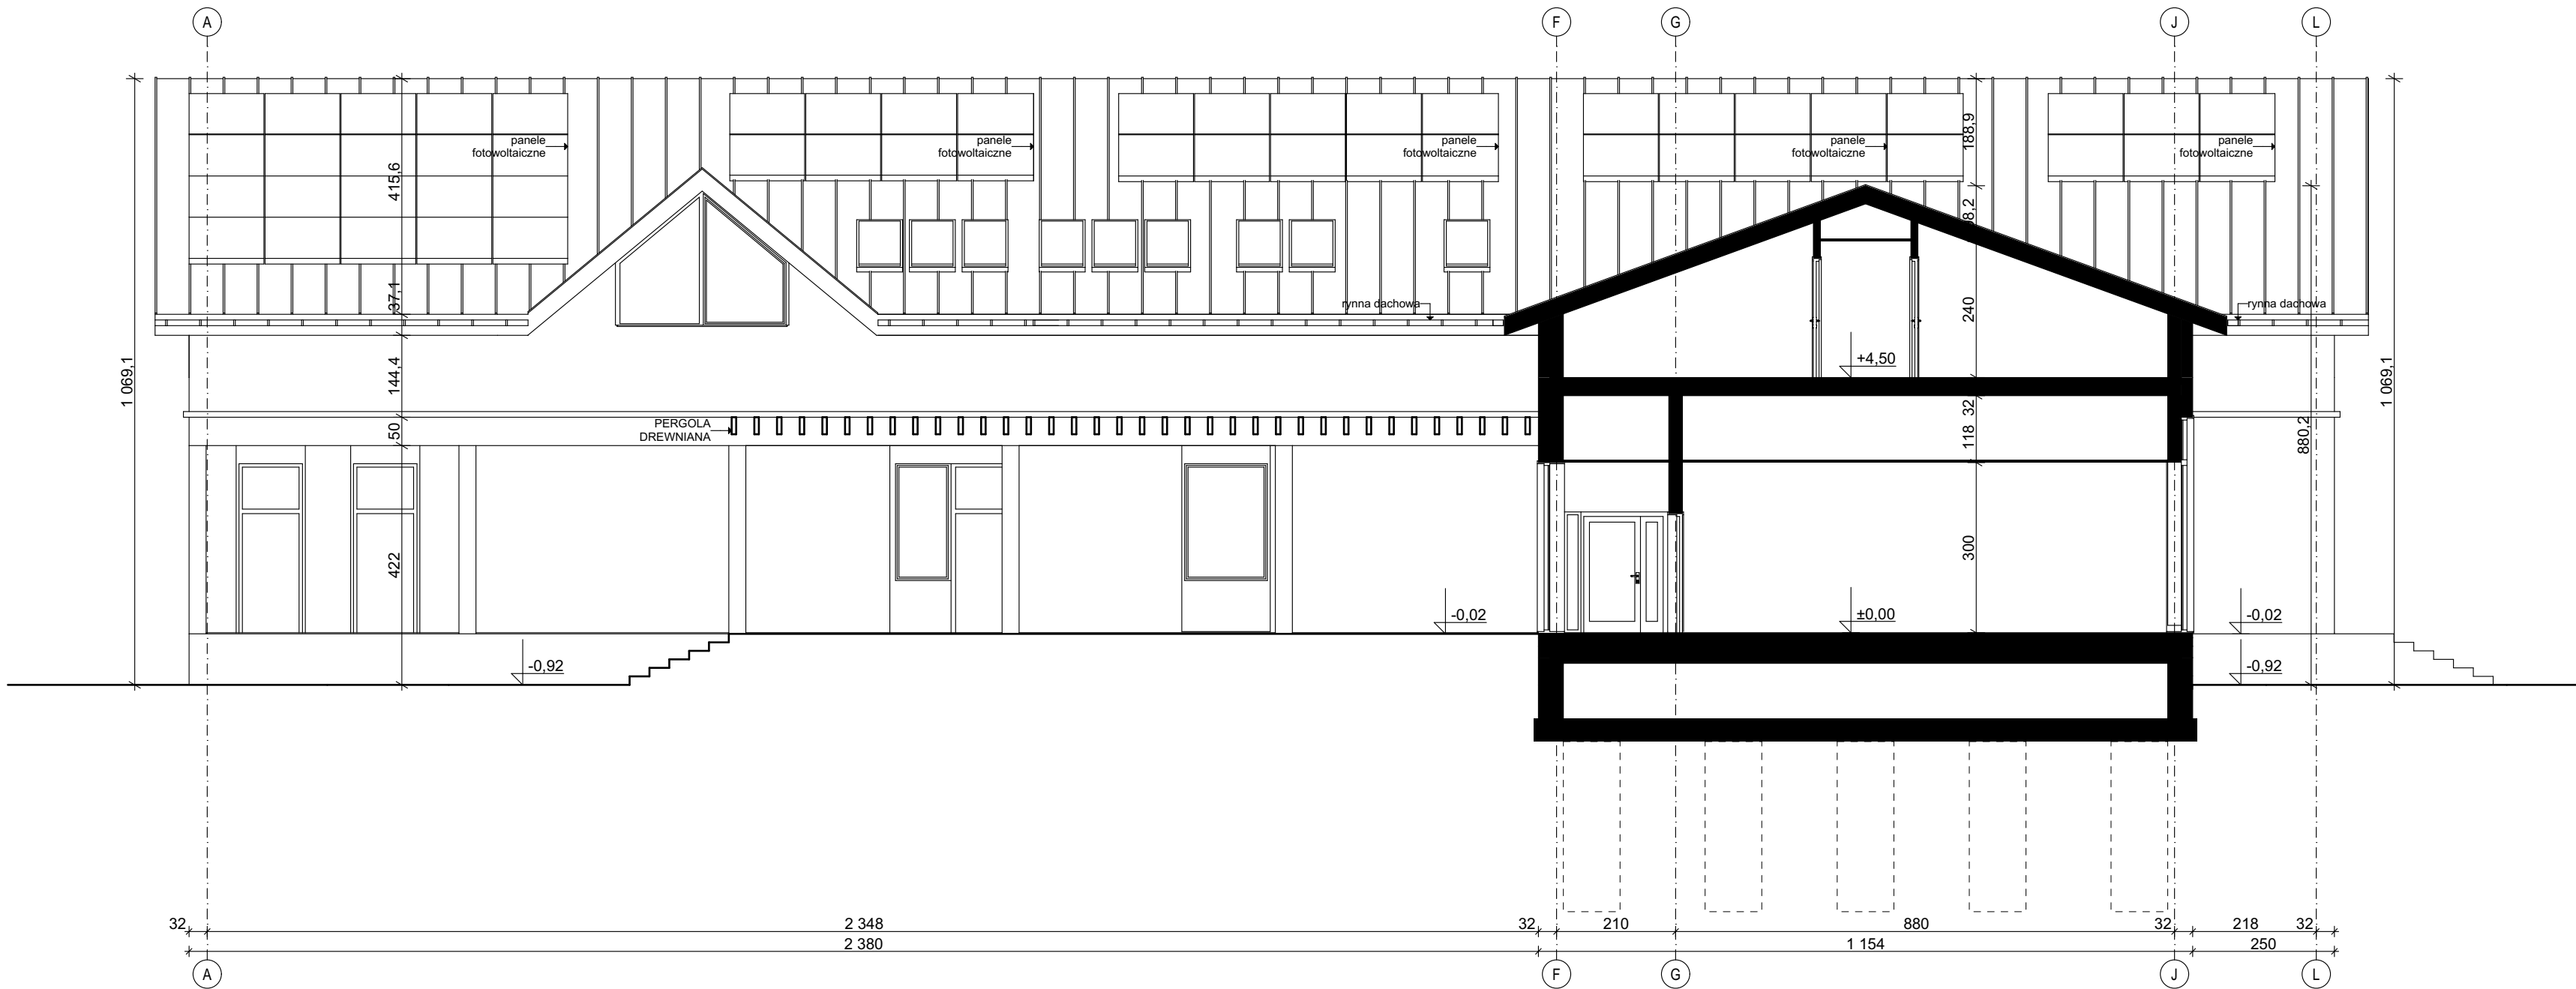 A F G J L
panele
fotowoltaiczne
panele
fotowoltaiczne
panele
fotowoltaiczne
panele
fotowoltaiczne
panele
fotowoltaiczne
188,9
415,6
37,1
rynna dachowa
rynna dachowa
240
+4,50
1 069,1
144,4
1 069,1
32
118
50
PERGOLA
DREWNIANA
880,2
422
300
-0,02
±0,00
-0,02
-0,92
-0,92
32 2 348 32 210 880 32 218 32
2 380 1 154 250
A F G J L